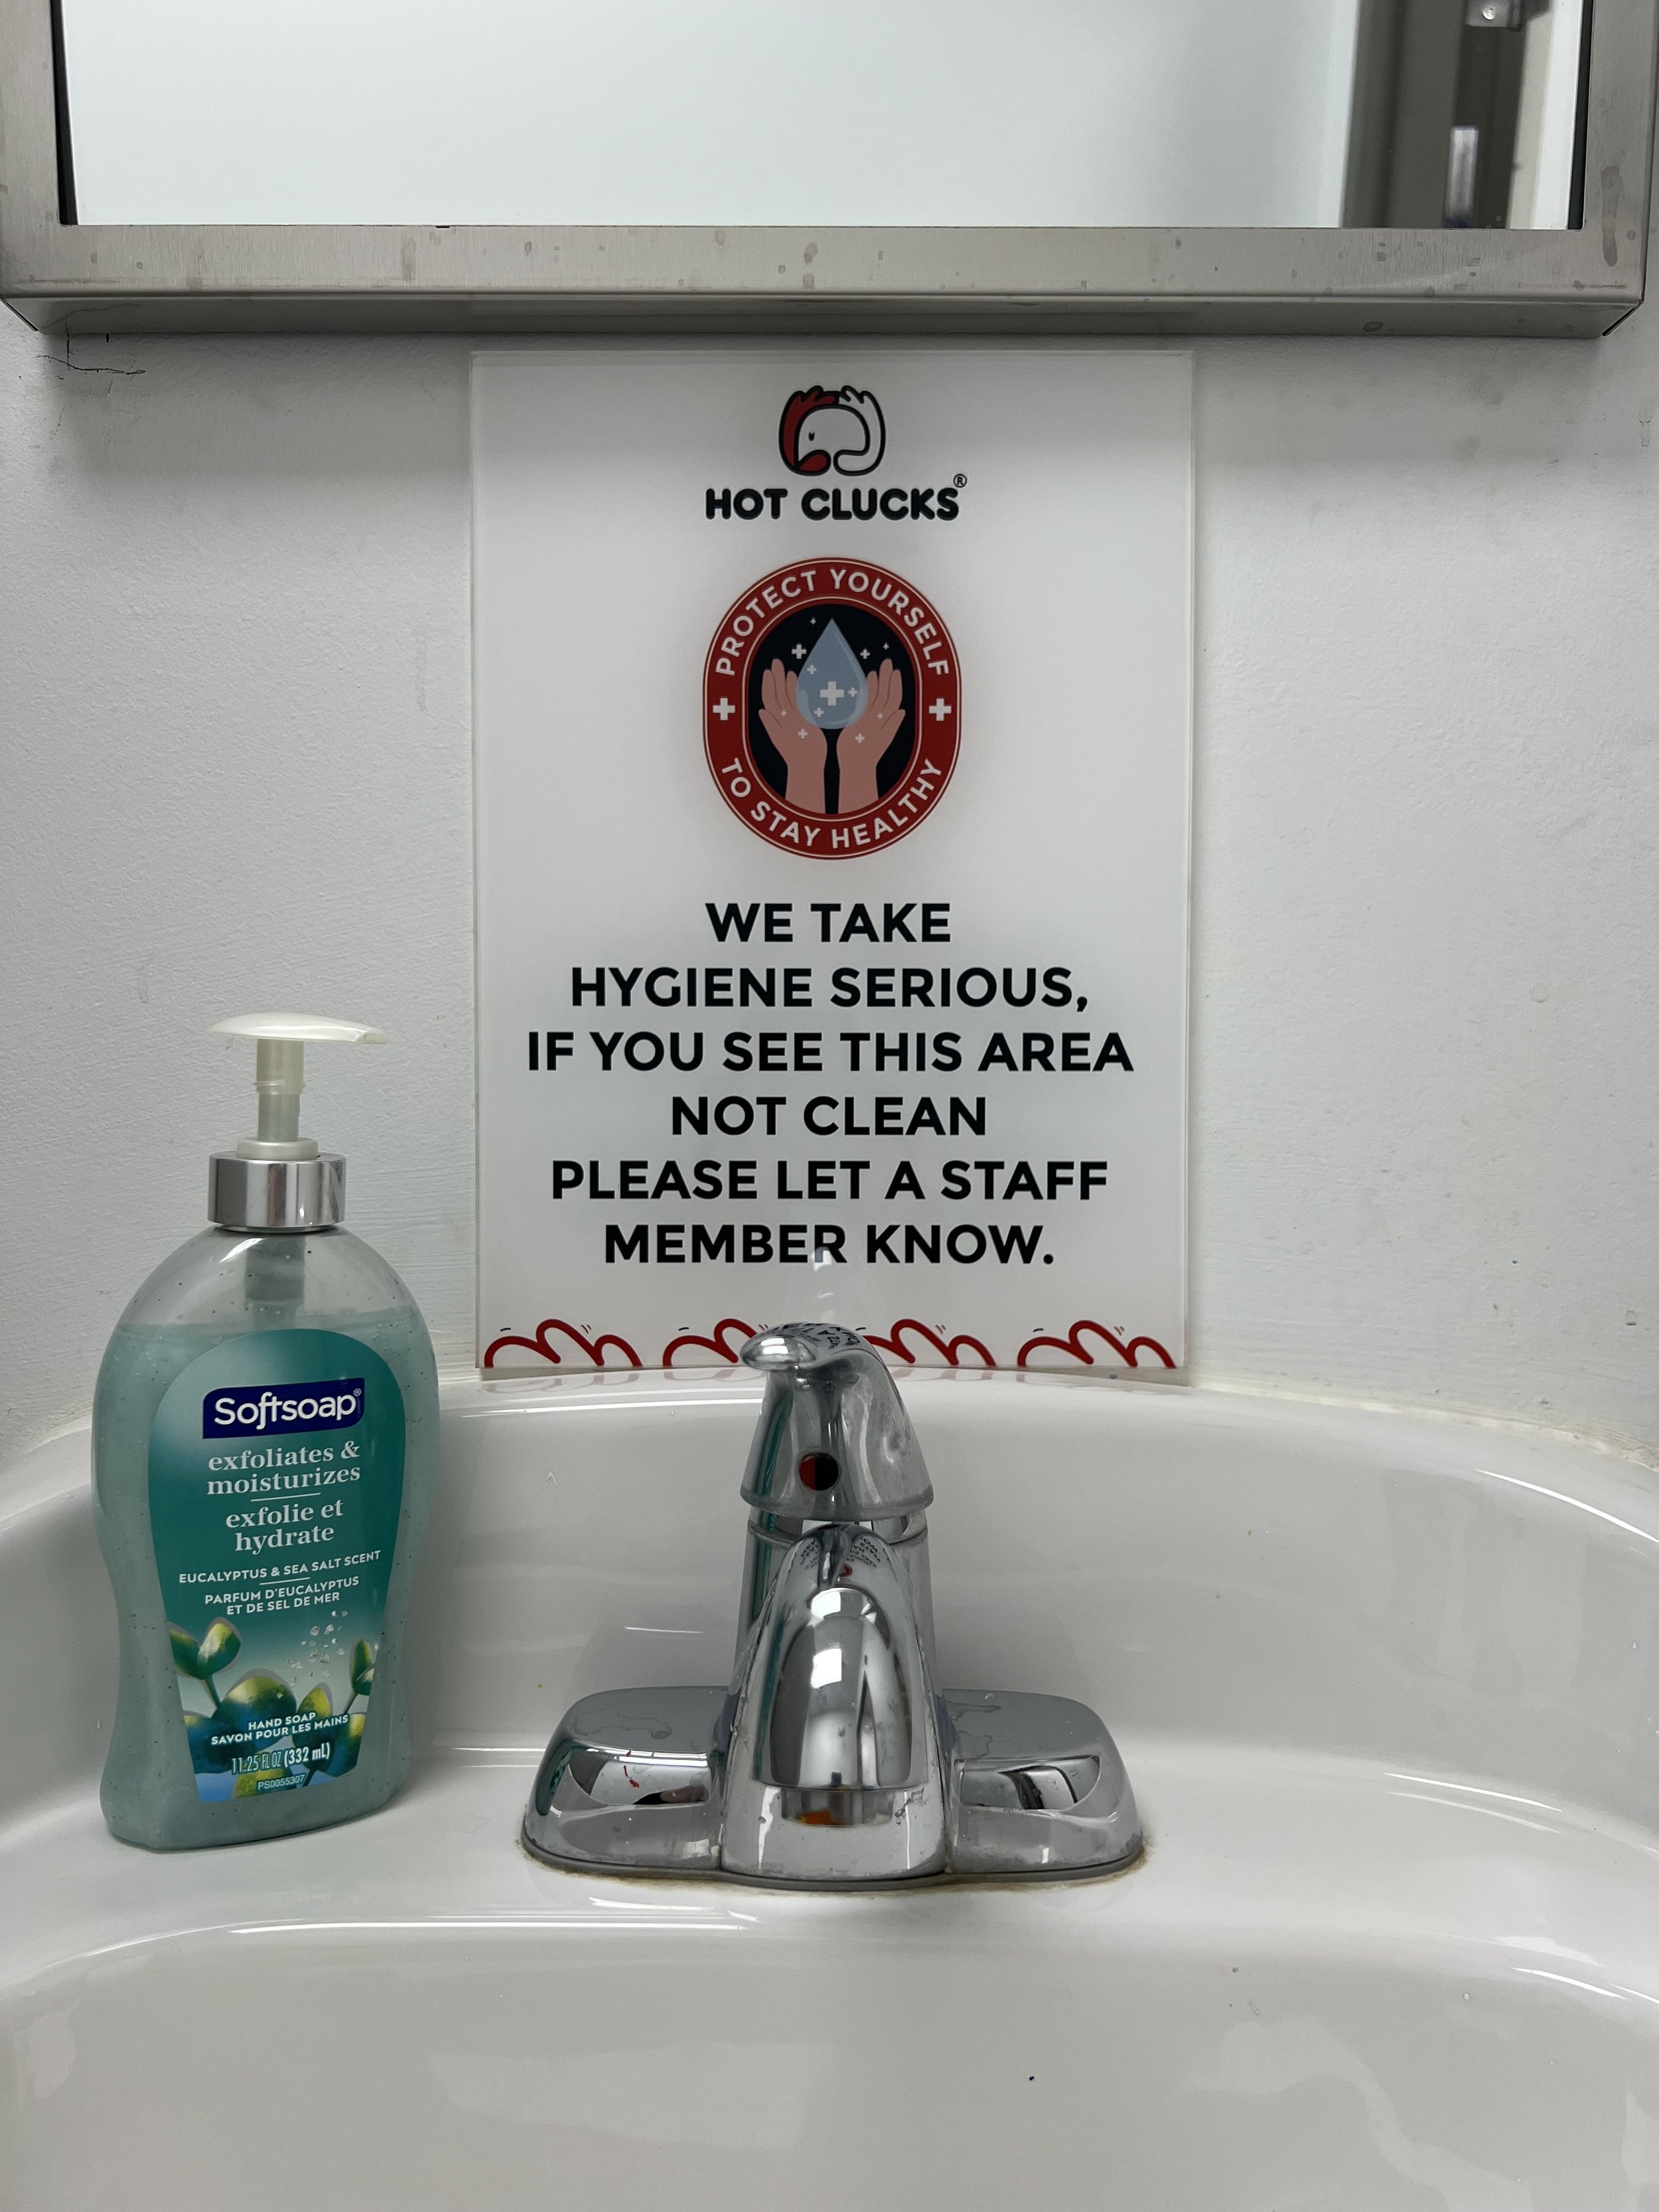 HOT CLUCKS®
PROTECT YOURSELF
TO STAY HEALTHY
WE TAKE
HYGIENE SERIOUS,
IF YOU SEE THIS AREA
NOT CLEAN
PLEASE LET A STAFF
MEMBER KNOW.
Softsoap®
exfoliates &
moisturizes
exfolie et
hydrate
EUCALYPTUS & SEA SALT SCENT
PARFUM D'EUCALYPTUS
ET DE SEL DE MER
HAND SOAP
SAVON POUR LES MAINS
11.25 FL OZ (332 mL)
PS0055307